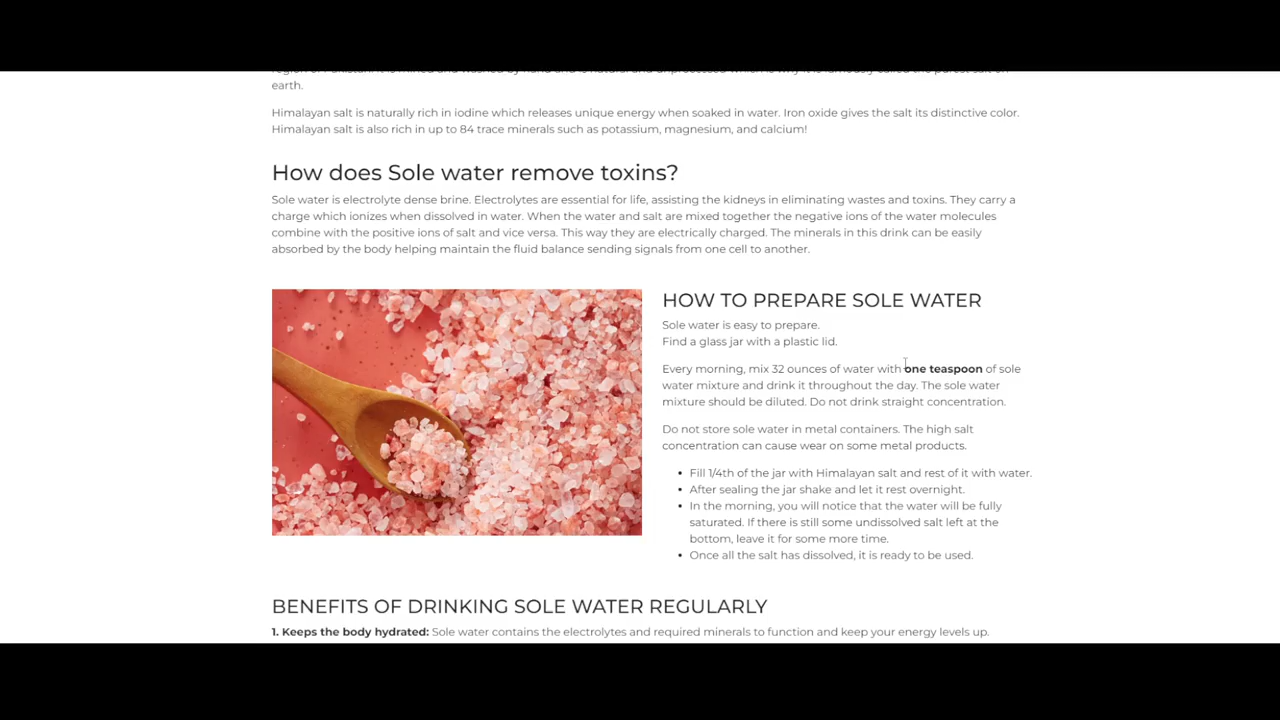 earth.
Himalayan salt is naturally rich in iodine which releases unique energy when soaked in water. Iron oxide gives the salt its distinctive color.
Himalayan salt is also rich in up to 84 trace minerals such as potassium, magnesium, and calcium!
How does Sole water remove toxins?
Sole water is electrolyte dense brine. Electrolytes are essential for life, assisting the kidneys in eliminating wastes and toxins. They carry a
charge which ionizes when dissolved in water. When the water and salt are mixed together the negative ions of the water molecules
combine with the positive ions of salt and vice versa. This way they are electrically charged. The minerals in this drink can be easily
absorbed by the body helping maintain the fluid balance sending signals from one cell to another.
HOW TO PREPARE SOLE WATER
Sole water is easy to prepare.
Find a glass jar with a plastic lid.
Every morning, mix 32 ounces of water with one teaspoon of sole
water mixture and drink it throughout the day. The sole water
mixture should be diluted. Do not drink straight concentration.
Do not store sole water in metal containers. The high salt
concentration can cause wear on some metal products.
• Fill 1/4th of the jar with Himalayan salt and rest of it with water.
• After sealing the jar shake and let it rest overnight.
• In the morning, you will notice that the water will be fully
saturated. If there is still some undissolved salt left at the
bottom, leave it for some more time.
• Once all the salt has dissolved, it is ready to be used.
BENEFITS OF DRINKING SOLE WATER REGULARLY
1. Keeps the body hydrated: Sole water contains the electrolytes and required minerals to function and keep your energy levels up.